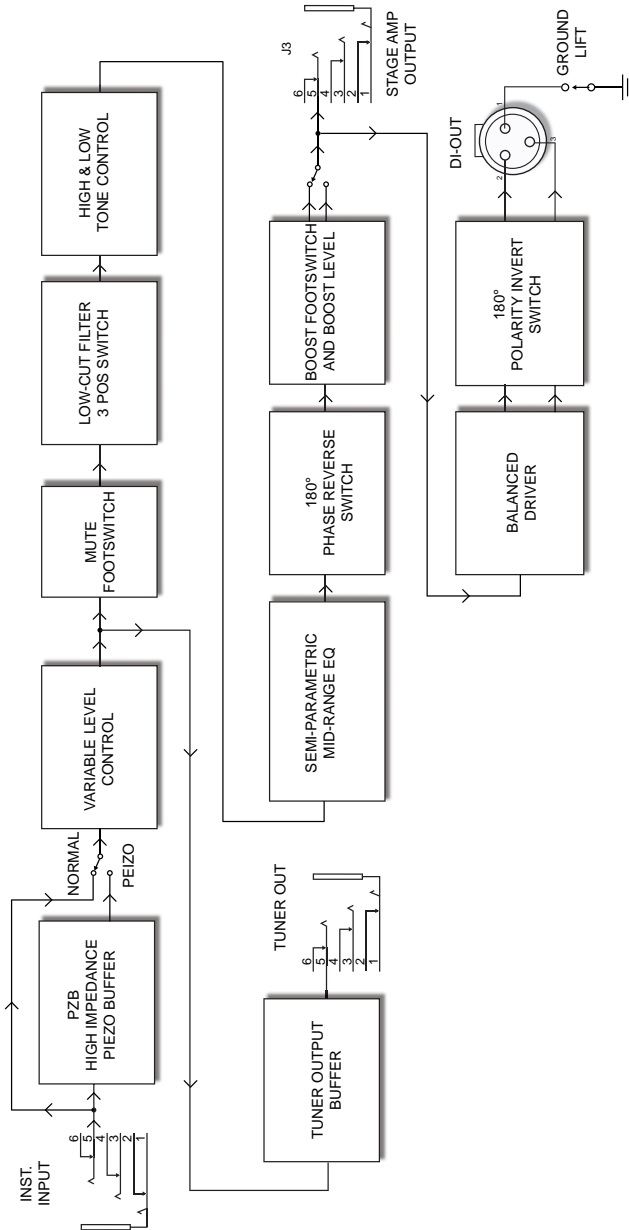 INST.
INPUT
6
5
4
3
2
1
PZB
HIGH IMPEDANCE
PIEZO BUFFER
NORMAL
PEIZO
VARIABLE LEVEL
CONTROL
MUTE
FOOTSWITCH
LOW-CUT FILTER
3 POS SWITCH
HIGH & LOW
TONE CONTROL
TUNER OUTPUT
BUFFER
TUNER OUT
6
5
4
3
2
1
SEMI-PARAMETRIC
MID-RANGE EQ
180°
PHASE REVERSE
SWITCH
BOOST FOOTSWITCH
AND BOOST LEVEL
J3
6
5
4
3
2
1
STAGE AMP
OUTPUT
BALANCED
DRIVER
180°
POLARITY INVERT
SWITCH
DI-OUT
2
1
3
GROUND
LIFT